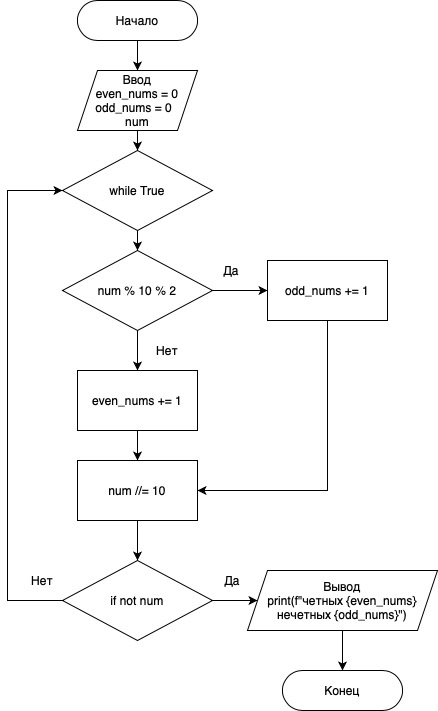 Начало
Ввод
even_nums = 0
odd_nums = 0
num
while True
num % 10 % 2
Да
odd_nums += 1
Нет
even_nums += 1
num //= 10
Нет
if not num
Да
Вывод
print(f"четных {even_nums}
нечетных {odd_nums}")
Конец